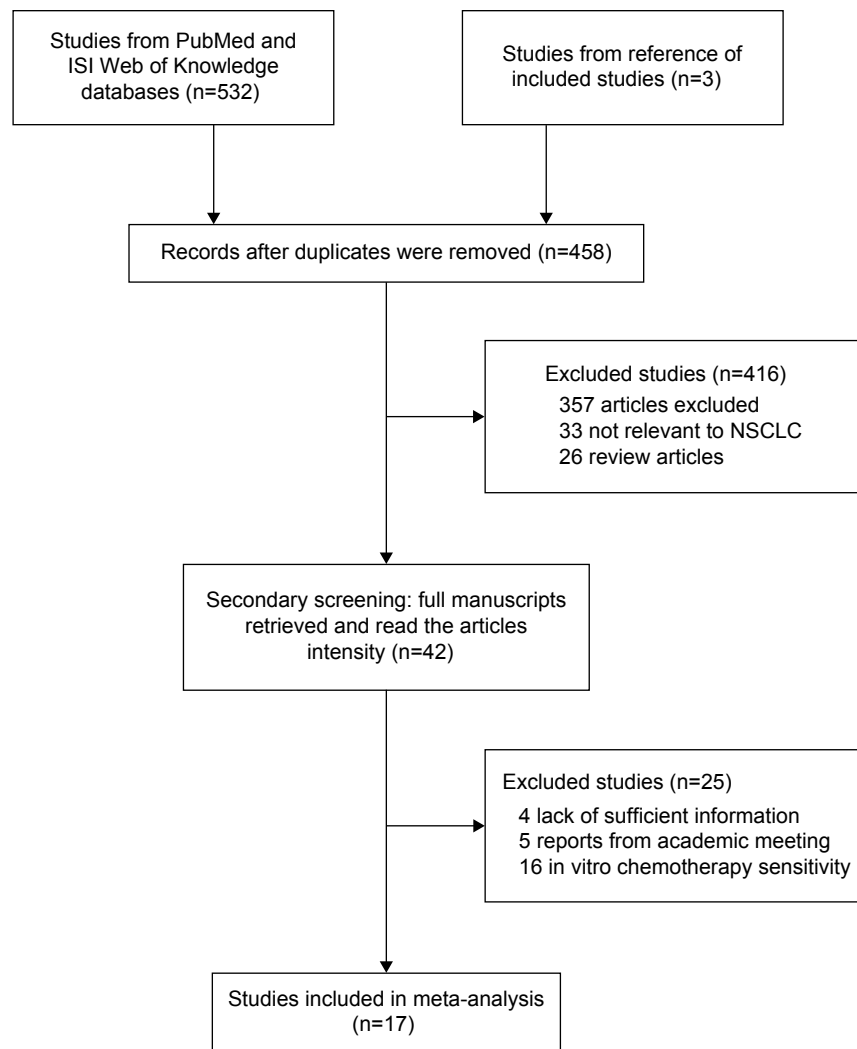 Studies from PubMed and
ISI Web of Knowledge
databases (n=532)
Studies from reference of
included studies (n=3)
Records after duplicates were removed (n=458)
Excluded studies (n=416)
357 articles excluded
33 not relevant to NSCLC
26 review articles
Secondary screening: full manuscripts
retrieved and read the articles
intensity (n=42)
Excluded studies (n=25)
4 lack of sufficient information
5 reports from academic meeting
16 in vitro chemotherapy sensitivity
Studies included in meta-analysis
(n=17)